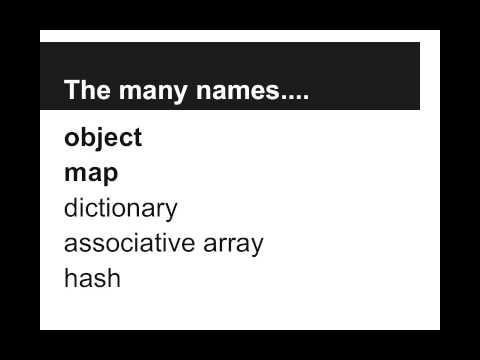 The many names....
object
map
dictionary
associative array
hash